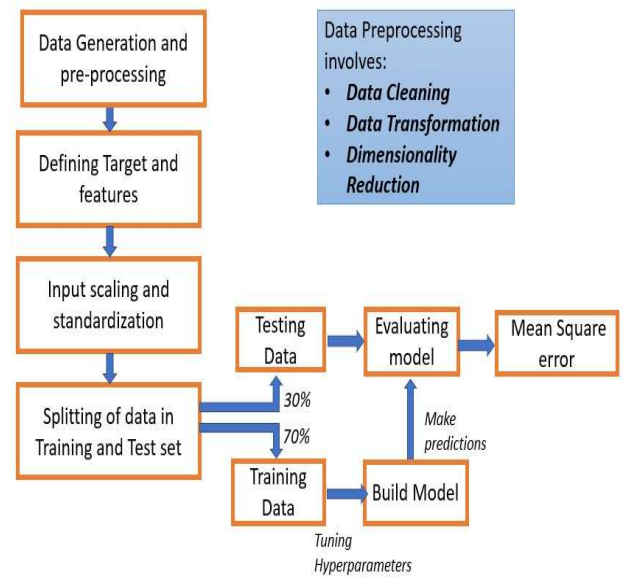 Data Generation and
pre-processing
Data Preprocessing
involves:
• Data Cleaning
• Data Transformation
• Dimensionality
Reduction
Defining Target and
features
Input scaling and
standardization
Splitting of data in
Training and Test set
30%
70%
Testing
Data
Evaluating
model
Mean Square
error
Make
predictions
Training
Data
Build Model
Tuning
Hyperparameters